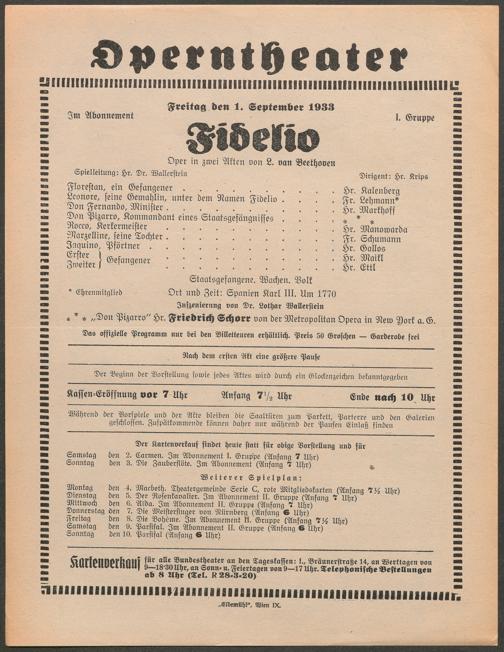 Operntheater
Freitag den 1. September 1933
Im Abonnement I. Gruppe
Fidelio
Oper in zwei Akten von L. van Beethoven
Spielleitung: Hr. Dr. Wallerstein Dirigent: Hr. Krips
Florestan, ein Gefangener . . . . . . . . . Hr. Kalenberg
Leonore, seine Gemahlin, unter dem Namen Fidelio . . . . Fr. Lehmann*
Don Fernando, Minister . . . . . . . . . Hr. Markhoff
Don Pizarro, Kommandant eines Staatsgefängnisses . . . . * * *
Rocco, Kerkermeister . . . . . . . . . Hr. Manowarda
Marzelline, seine Tochter . . . . . . . . . Fr. Schumann
Jaquino, Pförtner . . . . . . . . . Hr. Gallos
Erster } Gefangener . . . . . . . . . Hr. Maikl
Zweiter } Hr. Ettl
Staatsgefangene. Wachen. Volk
* Ehrenmitglied Ort und Zeit: Spanien Karl III. Um 1770
Inszenierung von Dr. Lothar Wallerstein
* * * „Don Pizarro" Hr. Friedrich Schorr von der Metropolitan Opera in New York a. G.
Das offizielle Programm nur bei den Billetteuren erhältlich. Preis 50 Groschen — Garderobe frei
Nach dem ersten Akt eine größere Pause
Der Beginn der Vorstellung sowie jedes Aktes wird durch ein Glockenzeichen bekanntgegeben
Kassen-Eröffnung vor 7 Uhr Anfang 7½ Uhr Ende nach 10 Uhr
Während der Vorspiele und der Akte bleiben die Saaltüren zum Parkett, Parterre und den Galerien
geschlossen. Zuspätkommende können daher nur während der Pausen Einlaß finden
Der Kartenverkauf findet heute statt für obige Vorstellung und für
Samstag den 2. Carmen. Im Abonnement I. Gruppe (Anfang 7 Uhr)
Sonntag den 3. Die Zauberflöte. Im Abonnement (Anfang 7 Uhr)
Weiterer Spielplan:
Montag den 4. Macbeth. Theatergemeinde Serie C, rote Mitgliedskarten (Anfang 7½ Uhr)
Dienstag den 5. Der Rosenkavalier. Im Abonnement II. Gruppe (Anfang 7 Uhr)
Mittwoch den 6. Aida. Im Abonnement II. Gruppe (Anfang 7 Uhr)
Donnerstag den 7. Die Meistersinger von Nürnberg (Anfang 6 Uhr)
Freitag den 8. Die Bohème. Im Abonnement II. Gruppe (Anfang 7½ Uhr)
Samstag den 9. Parsifal. Im Abonnement II. Gruppe (Anfang 6 Uhr)
Sonntag den 10. Parsifal (Anfang 6 Uhr)
Kartenverkauf für alle Bundestheater an den Tageskassen: I., Bräunerstraße 14, an Werktagen von
9—18·30 Uhr, an Sonn- u. Feiertagen von 9—17 Uhr. Telephonische Bestellungen
ab 8 Uhr (Tel. R 28-3-20)
„Elbemühl", Wien IX.